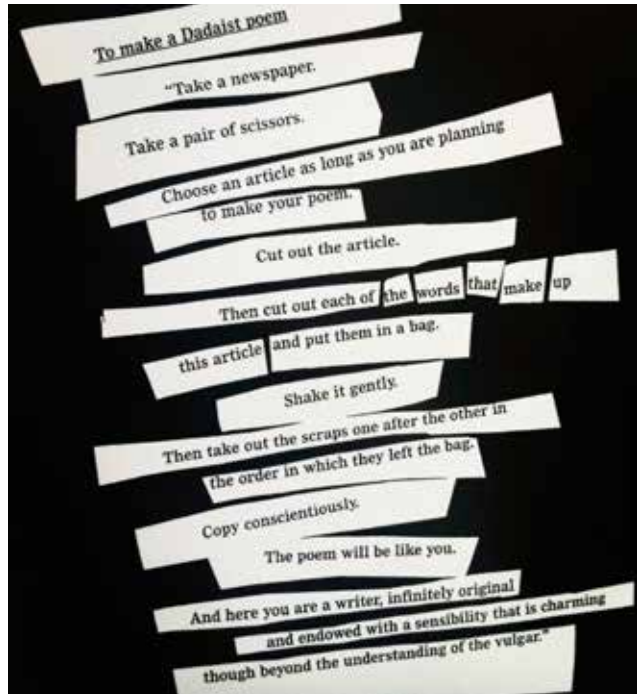 To make a Dadaist poem
“Take a newspaper.
Take a pair of scissors.
Choose an article as long as you are planning
to make your poem.
Cut out the article.
Then cut out each of the words that make up
this article and put them in a bag.
Shake it gently.
Then take out the scraps one after the other in
the order in which they left the bag.
Copy conscientiously.
The poem will be like you.
And here you are a writer, infinitely original
and endowed with a sensibility that is charming
though beyond the understanding of the vulgar.”